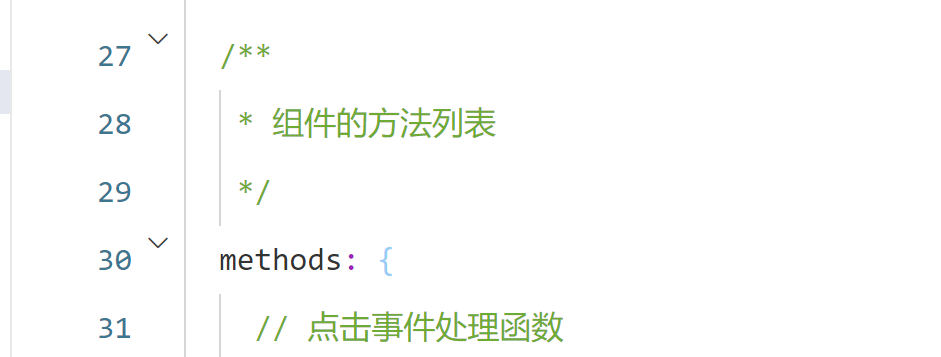 27 /**
28 * 组件的方法列表
29 */
30 methods: {
31 // 点击事件处理函数